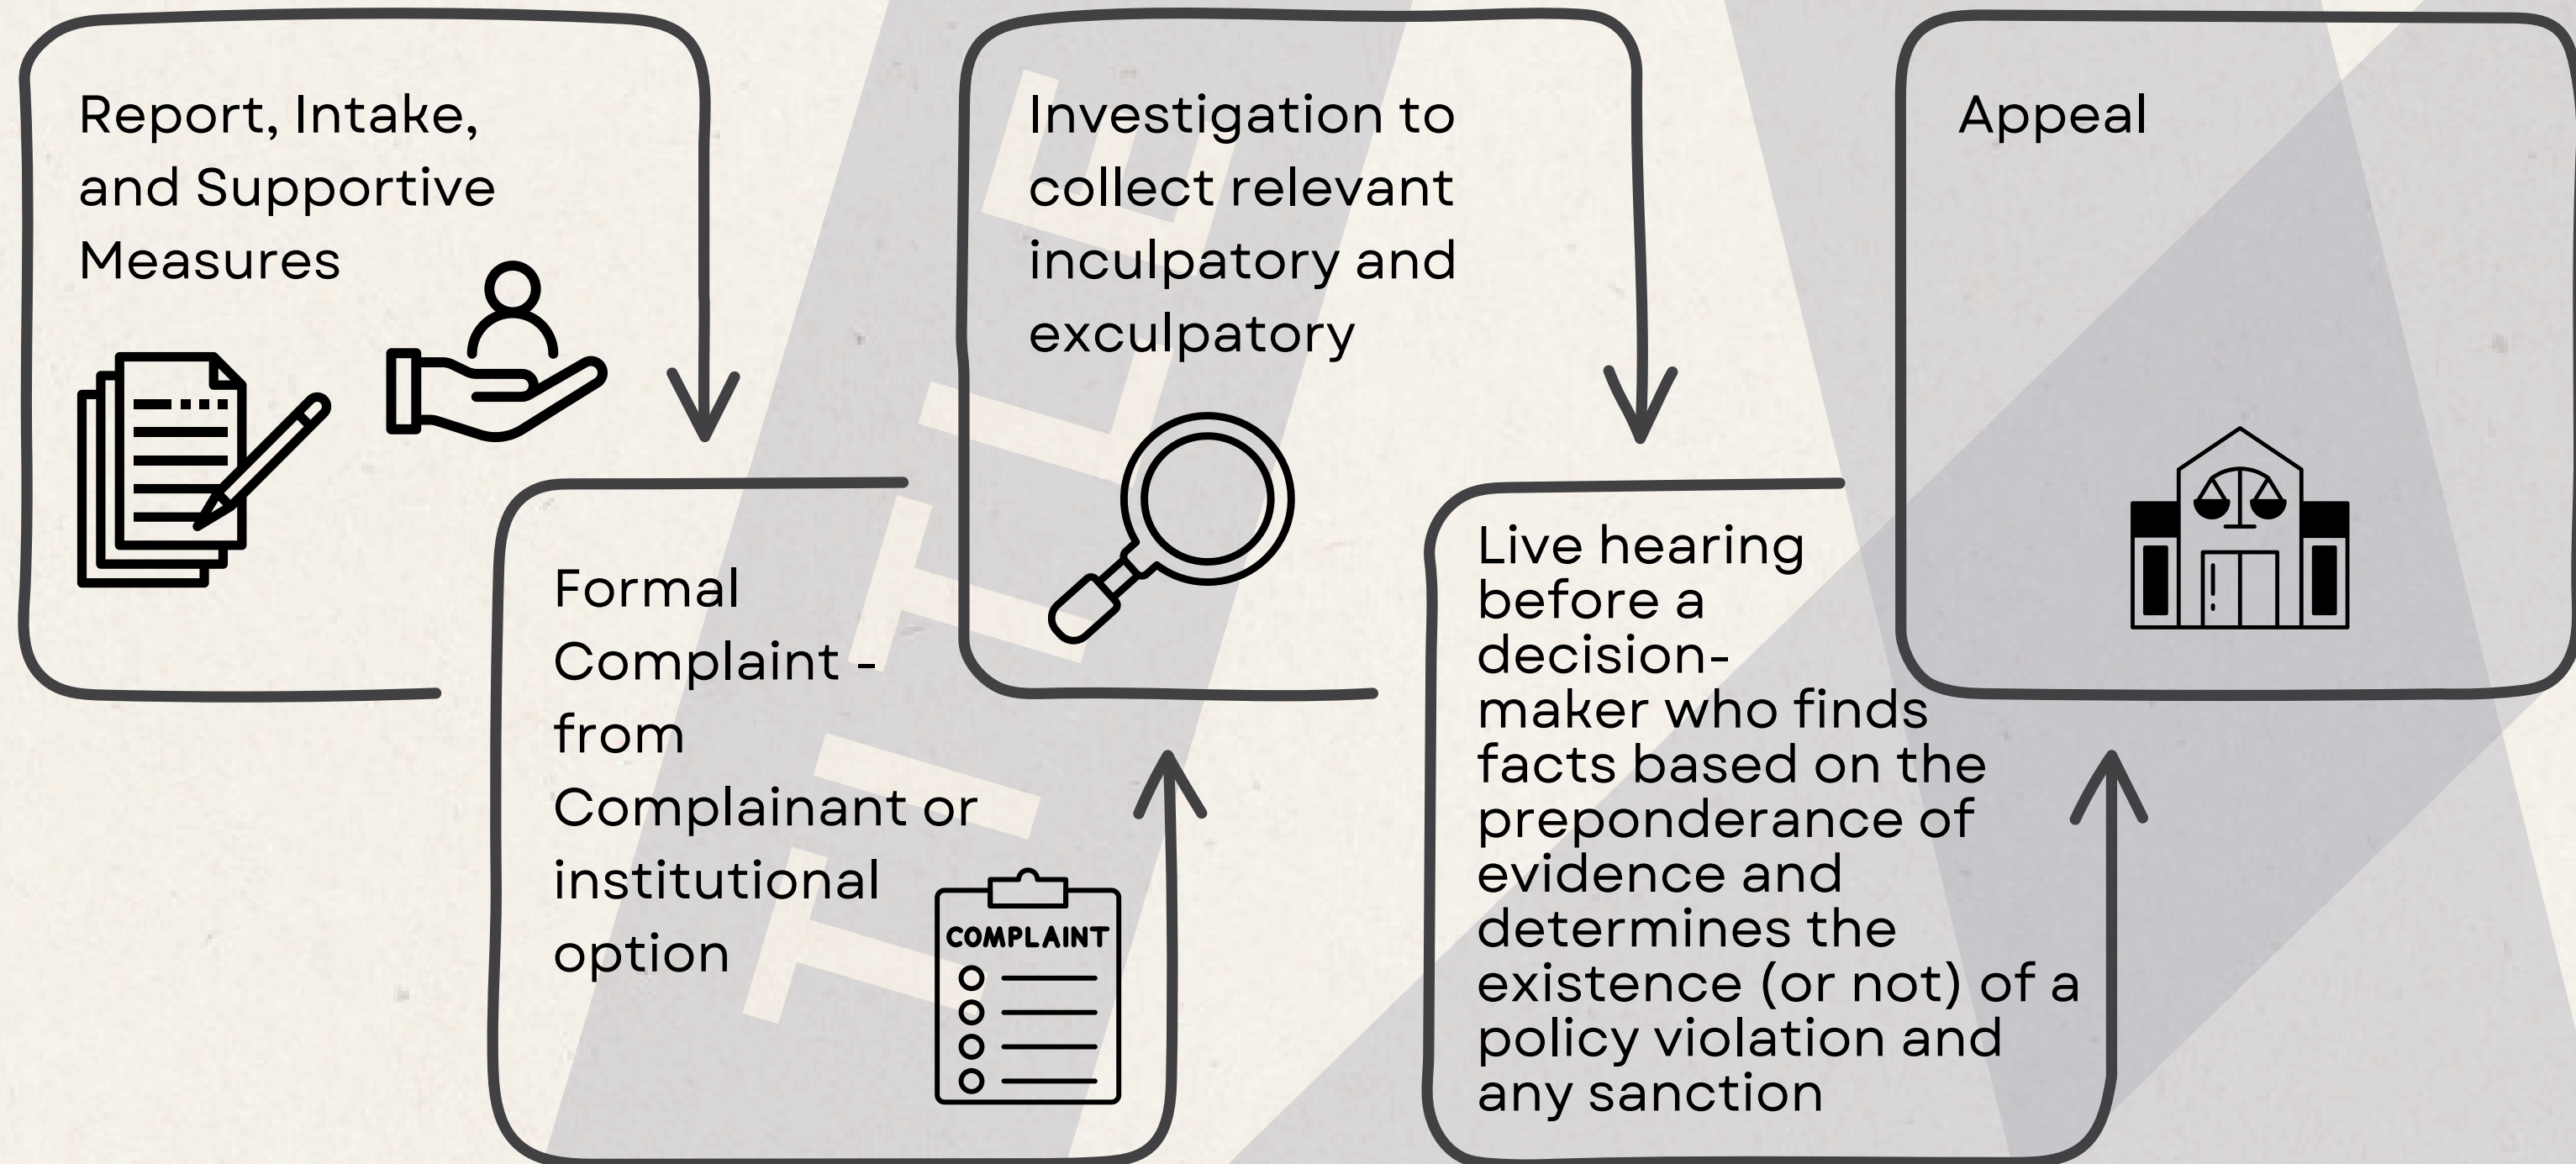 Report, Intake,
and Supportive
Measures
Formal
Complaint -
from
Complainant or
institutional
option
COMPLAINT
Investigation to
collect relevant
inculpatory and
exculpatory
Live hearing
before a
decision-
maker who finds
facts based on the
preponderance of
evidence and
determines the
existence (or not) of a
policy violation and
any sanction
Appeal
TITLE